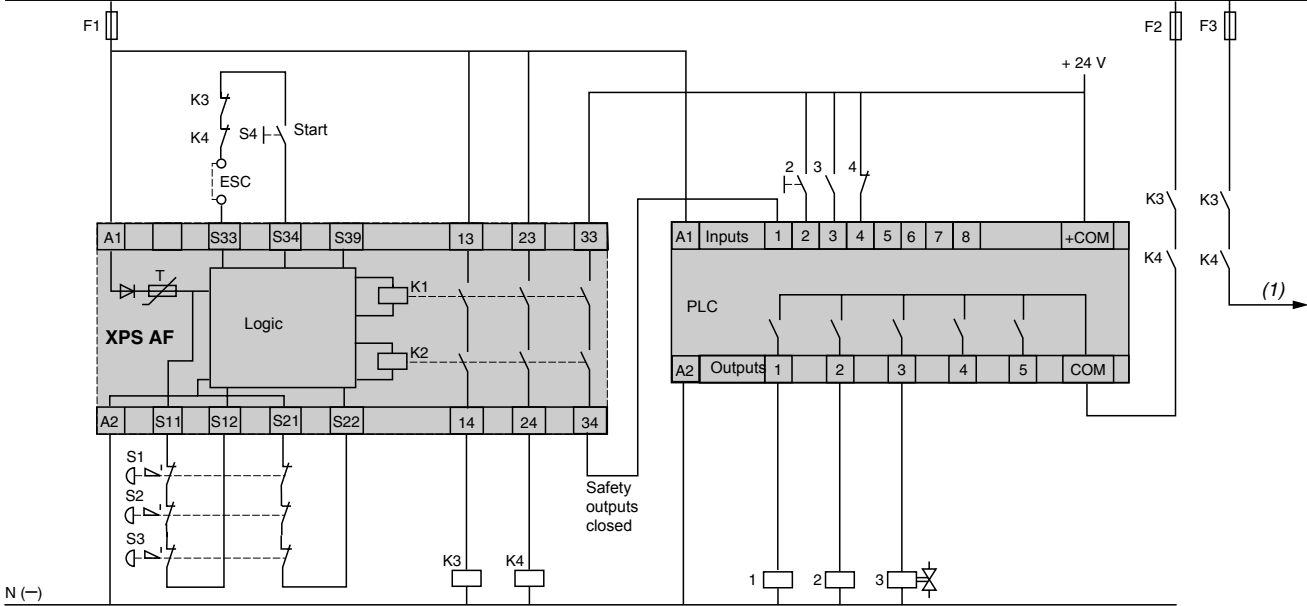 F1
F2
F3
+ 24 V
K3
K4
S4
Start
ESC
2
3
4
K3
K3
K4
K4
(1)
A1
S33
S34
S39
13
23
33
A1
Inputs
1
2
3
4
5
6
7
8
+COM
T
Logic
K1
K2
XPS AF
PLC
A2
Outputs
1
2
3
4
5
COM
A2
S11
S12
S21
S22
14
24
34
S1
S2
S3
Safety
outputs
closed
K3
K4
1
2
3
N (—)